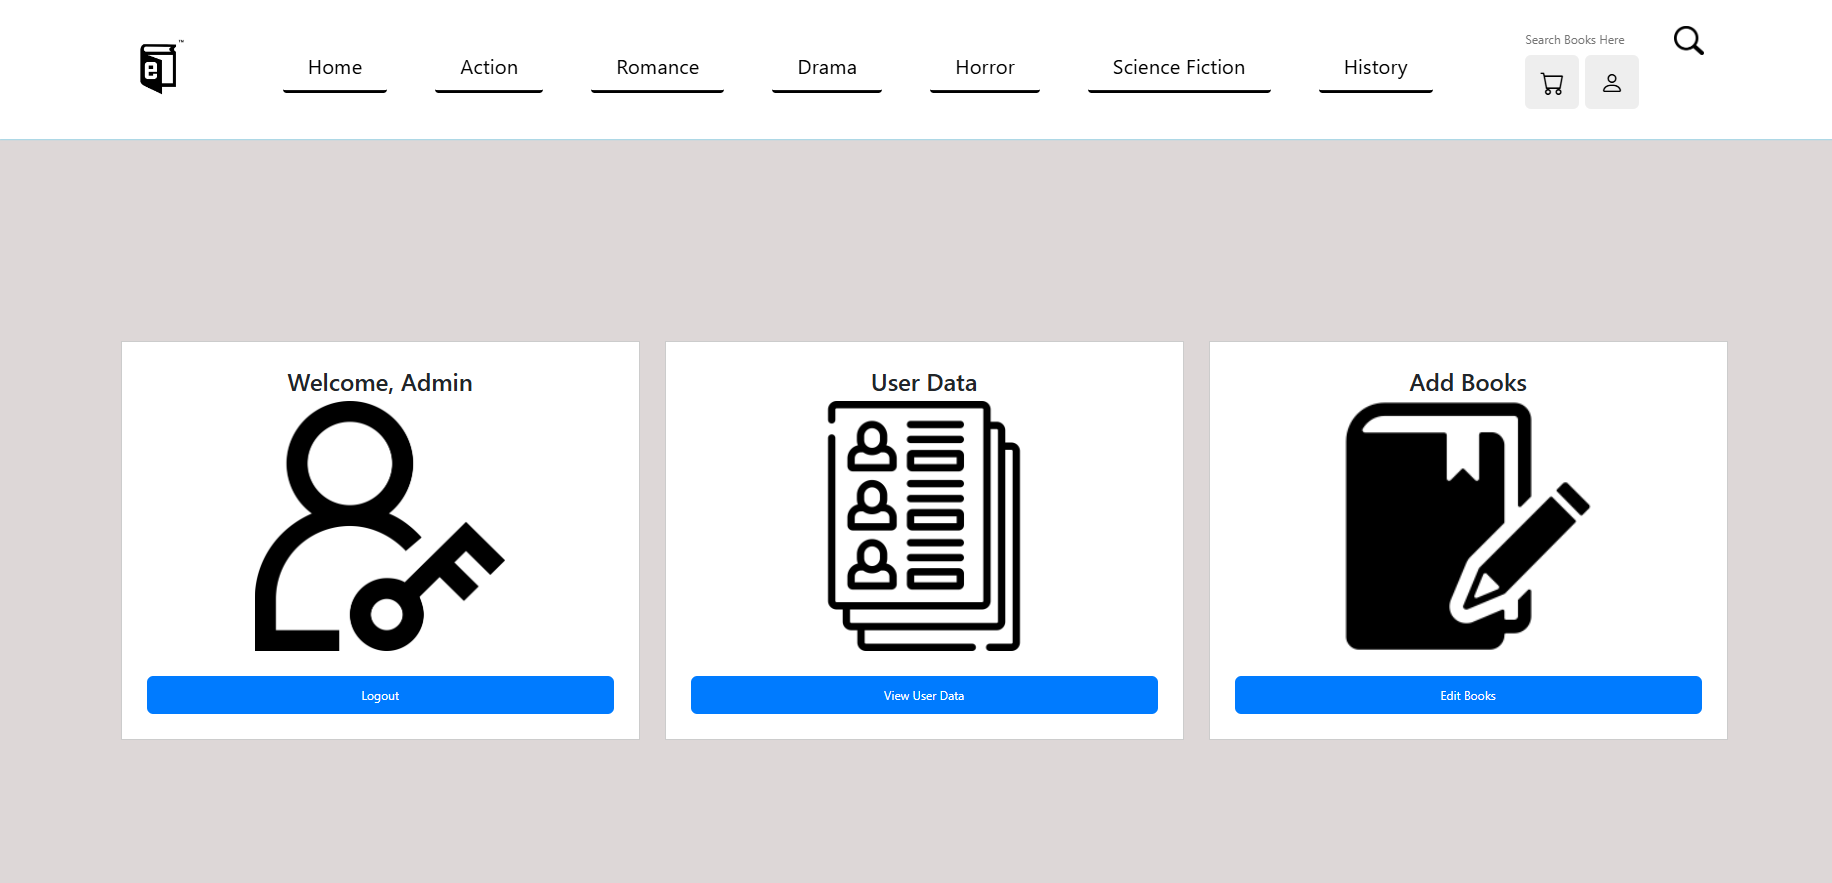 e
™
Home
Action
Romance
Drama
Horror
Science Fiction
History
Search Books Here
Welcome, Admin
Logout
User Data
View User Data
Add Books
Edit Books